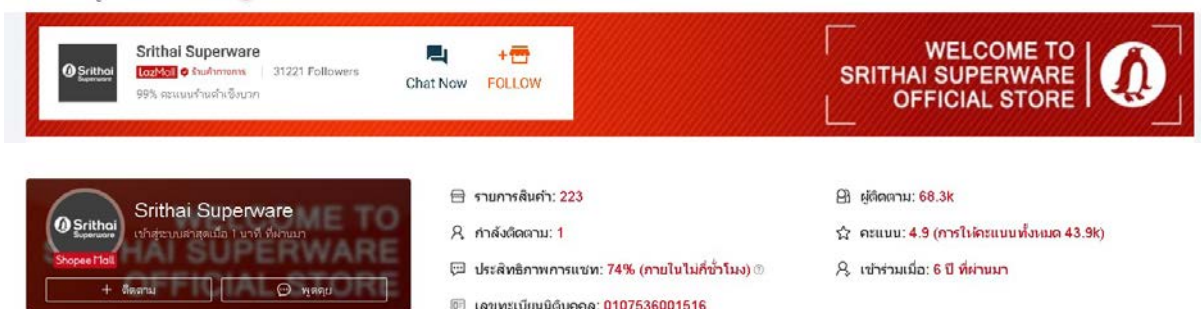 Srithai Superware
LazMall ร้านค้าทางการ | 31221 Followers
99% คะแนนร้านค้าเชิงบวก
Srithai
Superware
Chat Now
FOLLOW
WELCOME TO
SRITHAI SUPERWARE
OFFICIAL STORE
Srithai Superware
เข้าสู่ระบบล่าสุดเมื่อ 1 นาที ที่ผ่านมา
Srithai
Superware
Shopee Mall
+ ติดตาม
พูดคุย
รายการสินค้า: 223
กำลังติดตาม: 1
ประสิทธิภาพการแชท: 74% (ภายในไม่กี่ชั่วโมง)
เลขทะเบียนนิติบุคคล: 0107536001516
ผู้ติดตาม: 68.3k
คะแนน: 4.9 (การให้คะแนนทั้งหมด 43.9k)
เข้าร่วมเมื่อ: 6 ปี ที่ผ่านมา